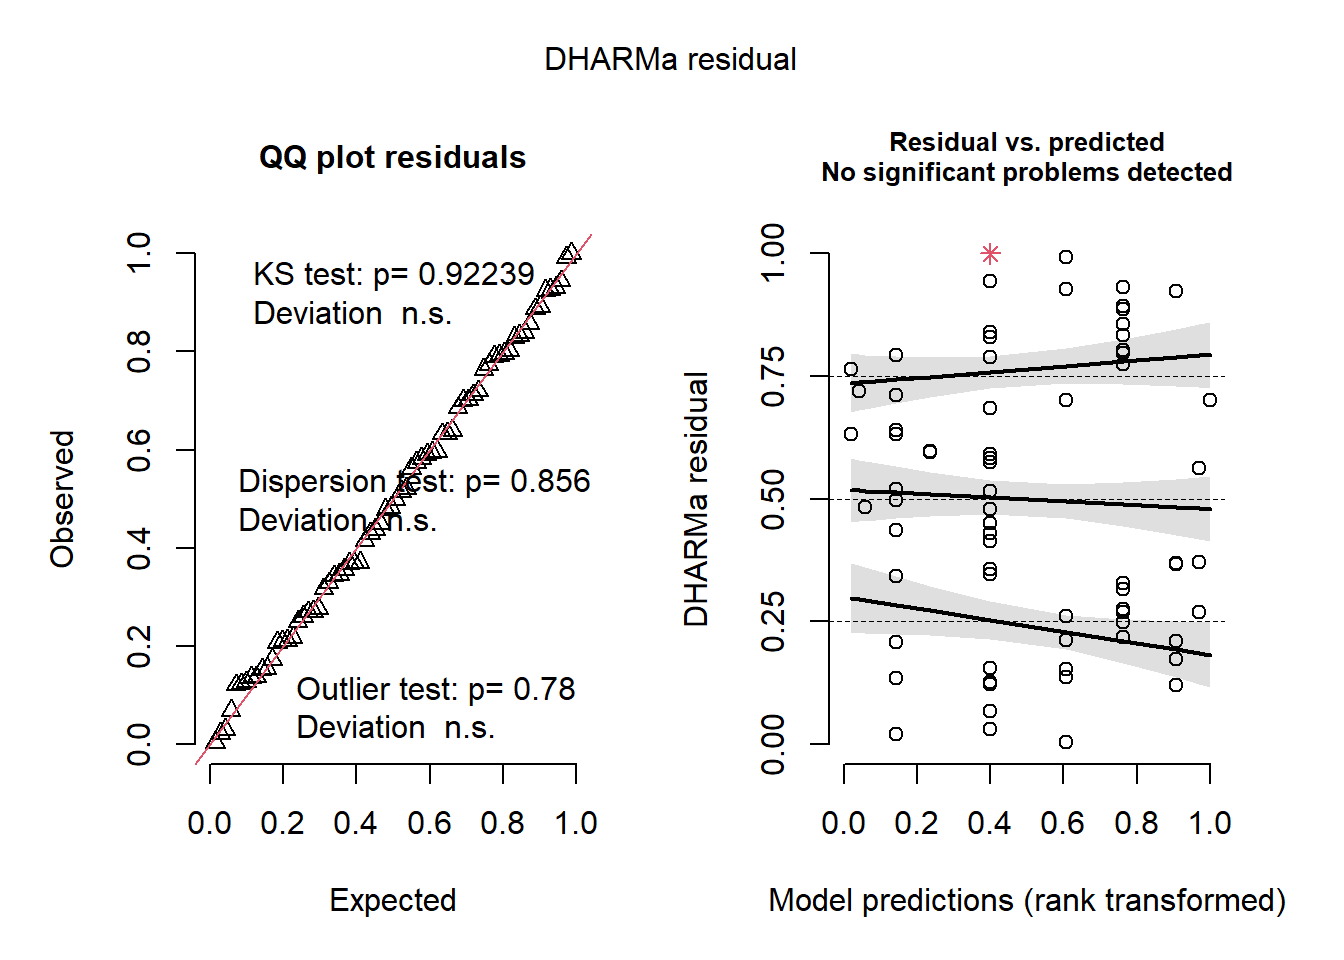 DHARMa residual
QQ plot residuals
KS test: p= 0.92239
Deviation  n.s.
Dispersion test: p= 0.856
Deviation  n.s.
Outlier test: p= 0.78
Deviation  n.s.
Observed
0.0 0.2 0.4 0.6 0.8 1.0
0.0 0.2 0.4 0.6 0.8 1.0
Expected
Residual vs. predicted
No significant problems detected
DHARMa residual
0.00 0.25 0.50 0.75 1.00
0.0 0.2 0.4 0.6 0.8 1.0
Model predictions (rank transformed)